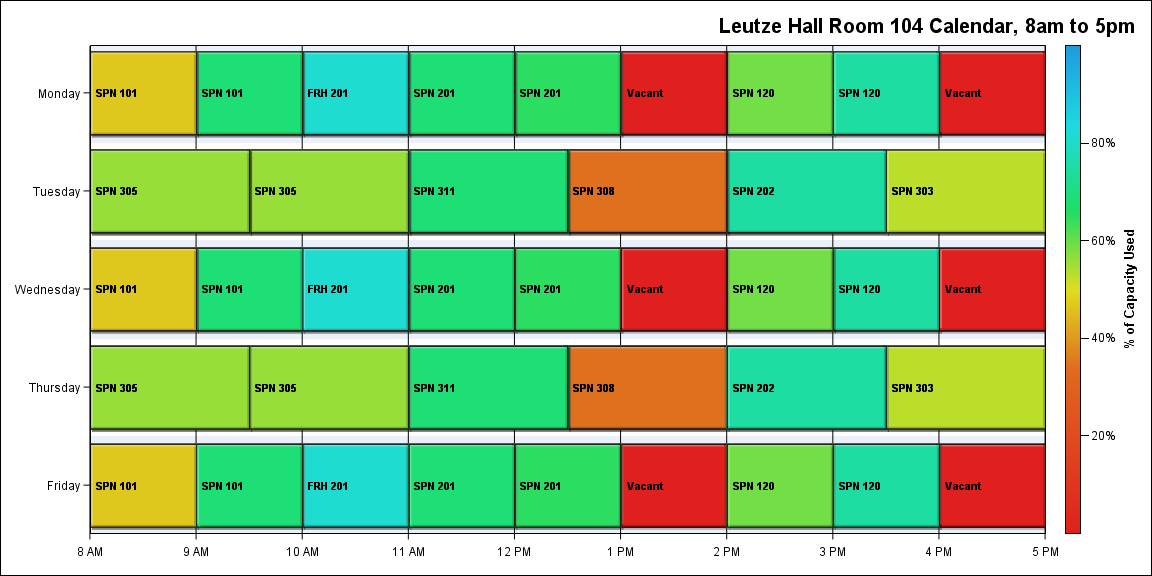 Leutze Hall Room 104 Calendar, 8am to 5pm
Monday
SPN 101
SPN 101
FRH 201
SPN 201
SPN 201
Vacant
SPN 120
SPN 120
Vacant
Tuesday
SPN 305
SPN 305
SPN 311
SPN 308
SPN 202
SPN 303
Wednesday
SPN 101
SPN 101
FRH 201
SPN 201
SPN 201
Vacant
SPN 120
SPN 120
Vacant
Thursday
SPN 305
SPN 305
SPN 311
SPN 308
SPN 202
SPN 303
Friday
SPN 101
SPN 101
FRH 201
SPN 201
SPN 201
Vacant
SPN 120
SPN 120
Vacant
8 AM
9 AM
10 AM
11 AM
12 PM
1 PM
2 PM
3 PM
4 PM
5 PM
80%
60%
40%
20%
% of Capacity Used